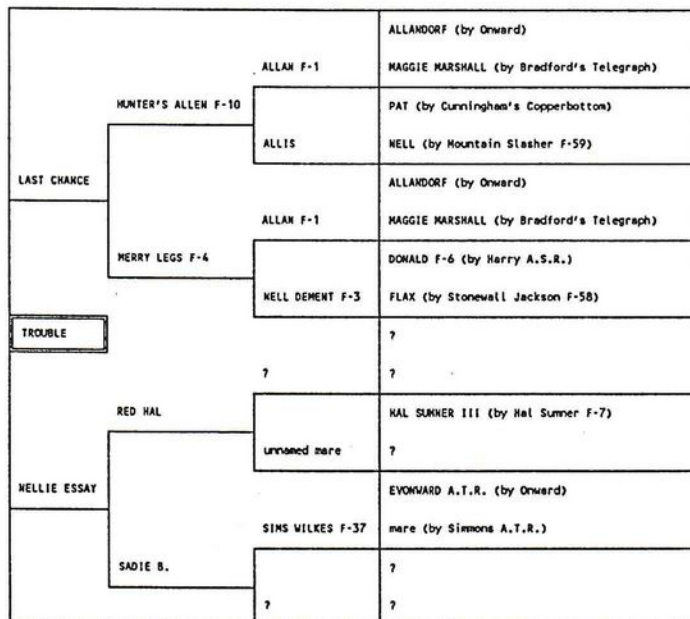 ALLANDORF (by Onward)
ALLAN F-1
MAGGIE MARSHALL (by Bradford's Telegraph)
HUNTER'S ALLEN F-10
PAT (by Cunningham's Copperbottom)
ALLIS
NELL (by Mountain Slasher F-59)
LAST CHANCE
ALLANDORF (by Onward)
ALLAN F-1
MAGGIE MARSHALL (by Bradford's Telegraph)
MERRY LEGS F-4
DONALD F-6 (by Harry A.S.R.)
NELL DEMENT F-3
FLAX (by Stonewall Jackson F-58)
TROUBLE
?
?
?
RED HAL
HAL SUMNER III (by Hal Sumner F-7)
unnamed mare
?
NELLIE ESSAY
EVONWARD A.T.R. (by Onward)
SIMS WILKES F-37
mare (by Simmons A.T.R.)
SADIE B.
?
?
?